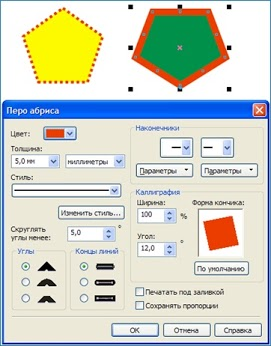 Перо абриса
Цвет:
Толщина:
5,0 мм
миллиметры
Стиль:
Изменить стиль...
Скруглять углы менее:
5,0 °
Углы
Концы линий
Наконечники
Параметры
Параметры
Каллиграфия
Ширина:
100 %
Угол:
12,0 °
Форма кончика:
По умолчанию
Печатать под заливкой
Сохранять пропорции
ОК
Отмена
Справка